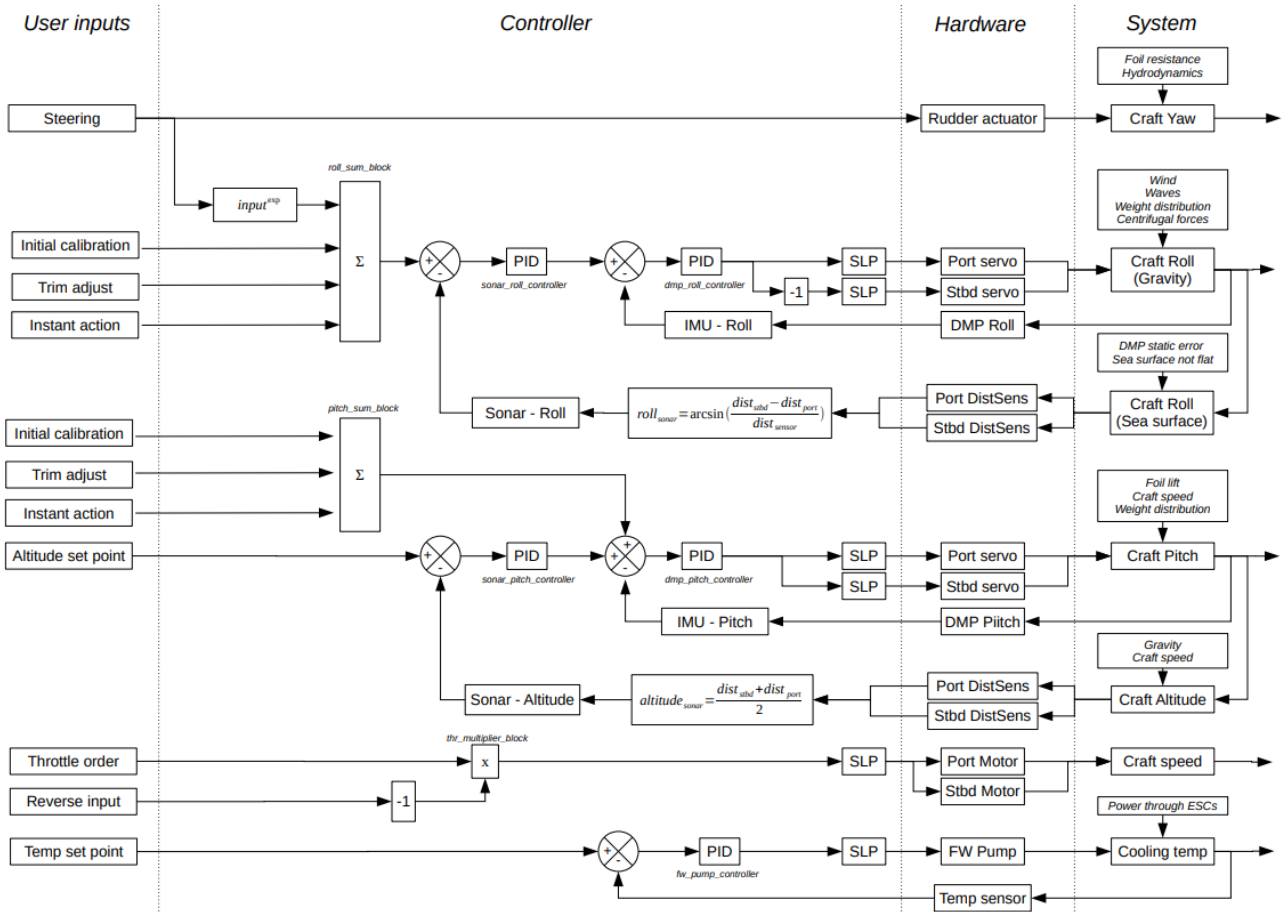 User inputs
Controller
Hardware
System
Foil resistance
Hydrodynamics
Steering
Rudder actuator
Craft Yaw
roll_sum_block
input^exp
Wind
Waves
Weight distribution
Centrifugal forces
Initial calibration
Trim adjust
Instant action
Σ
+
-
PID
sonar_roll_controller
+
-
PID
dmp_roll_controller
-1
SLP
SLP
Port servo
Stbd servo
Craft Roll
(Gravity)
IMU - Roll
DMP Roll
DMP static error
Sea surface not flat
Sonar - Roll
roll_sonar = arcsin(dist_stbd − dist_port / dist_sensor)
Port DistSens
Stbd DistSens
Craft Roll
(Sea surface)
pitch_sum_block
Initial calibration
Trim adjust
Instant action
Σ
Foil lift
Craft speed
Weight distribution
Altitude set point
+
-
PID
sonar_pitch_controller
+
+
-
PID
dmp_pitch_controller
SLP
SLP
Port servo
Stbd servo
Craft Pitch
IMU - Pitch
DMP Piitch
Gravity
Craft speed
Sonar - Altitude
altitude_sonar = dist_stbd + dist_port / 2
Port DistSens
Stbd DistSens
Craft Altitude
thr_multiplier_block
Throttle order
x
SLP
Port Motor
Stbd Motor
Craft speed
Reverse input
-1
Power through ESCs
Temp set point
+
-
PID
fw_pump_controller
SLP
FW Pump
Cooling temp
Temp sensor